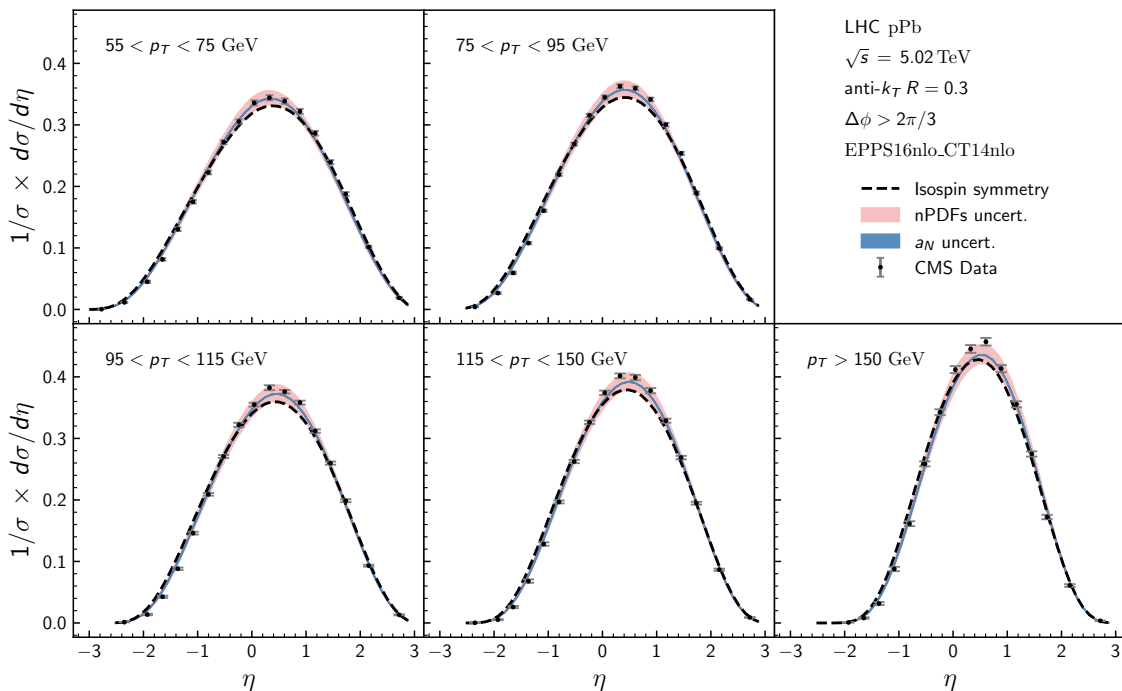 55 < p_T < 75 GeV
75 < p_T < 95 GeV
LHC pPb
√s = 5.02 TeV
anti-k_T R = 0.3
Δϕ > 2π/3
EPPS16nlo_CT14nlo
Isospin symmetry
nPDFs uncert.
a_N uncert.
CMS Data
1/σ × dσ/dη
0.4
0.3
0.2
0.1
0.0
95 < p_T < 115 GeV
115 < p_T < 150 GeV
p_T > 150 GeV
1/σ × dσ/dη
0.4
0.3
0.2
0.1
0.0
−3 −2 −1 0 1 2 3
−3 −2 −1 0 1 2 3
−3 −2 −1 0 1 2 3
η
η
η